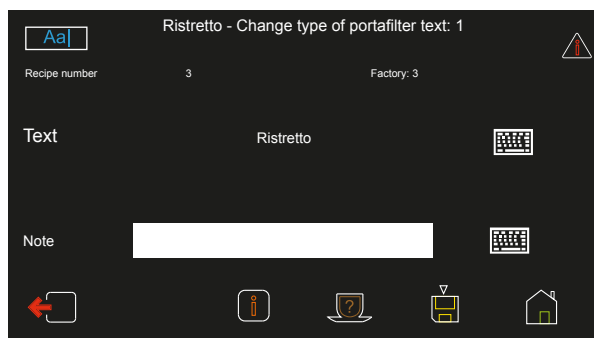 Aa
Ristretto - Change type of portafilter text: 1
Recipe number 3 Factory: 3
Text Ristretto
Note
i ?